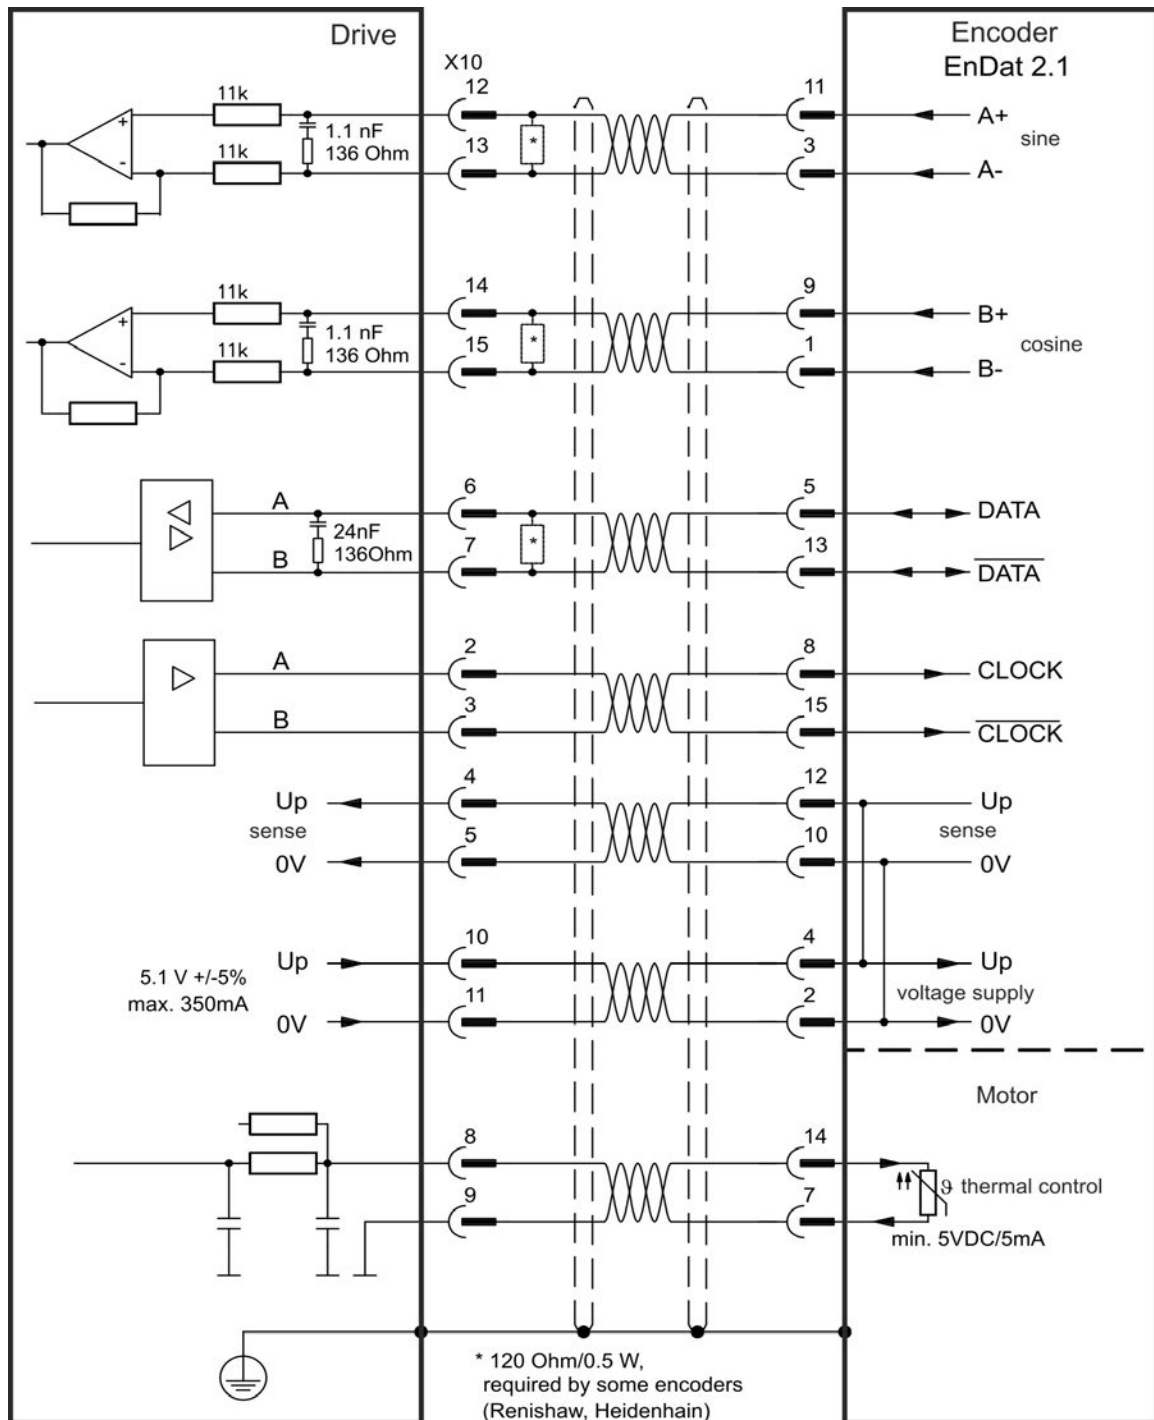 Drive
Encoder
EnDat 2.1
X10
11k
12
11
A+
+
1.1 nF
136 Ohm
*
sine
11k
13
3
A-
-
11k
14
9
B+
+
1.1 nF
136 Ohm
*
cosine
11k
15
1
B-
-
A
6
5
DATA
24nF
136Ohm
*
B
7
13
DATA
A
2
8
CLOCK
B
3
15
CLOCK
Up
4
12
Up
sense
sense
0V
5
10
0V
Up
10
4
Up
5.1 V +/-5%
max. 350mA
voltage supply
0V
11
2
0V
Motor
8
14
ϑ thermal control
9
7
min. 5VDC/5mA
* 120 Ohm/0.5 W,
required by some encoders
(Renishaw, Heidenhain)